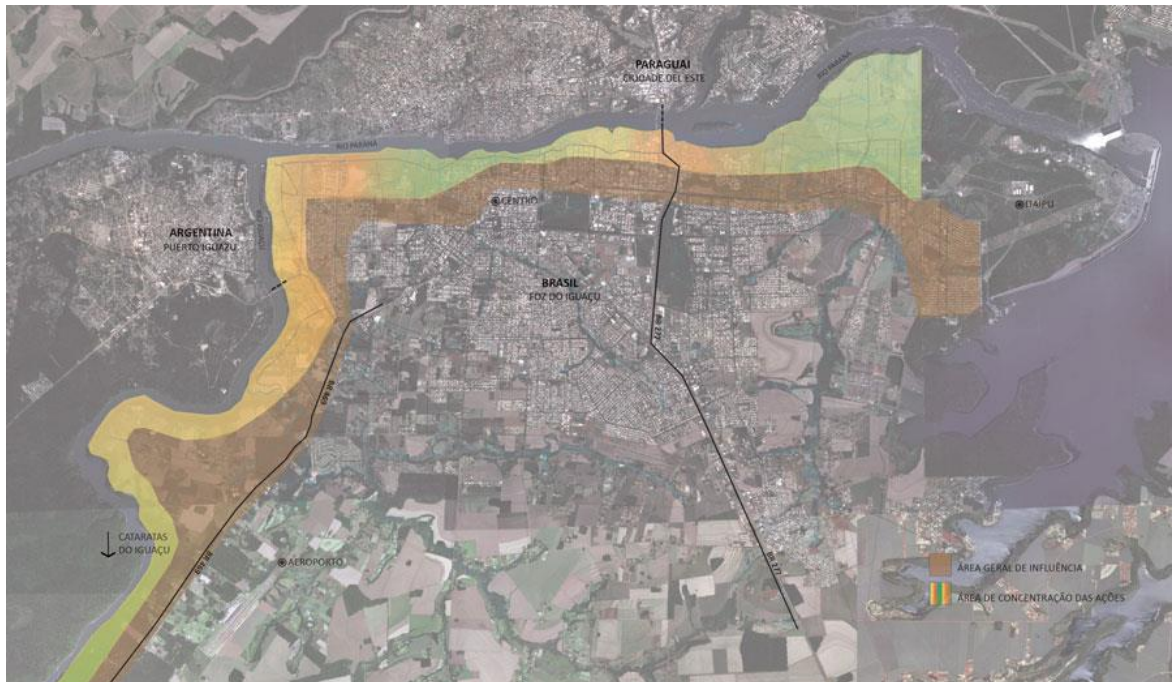 PARAGUAI
CIUDADE DEL ESTE
RIO PARANÁ
RIO PARANÁ
CENTRO
ITAIPU
ARGENTINA
PUERTO IGUAZU
BRASIL
FOZ DO IGUAÇU
BR 277
BR 469
CATARATAS
DO IGUAÇU
BR 469
AEROPORTO
BR 277
ÁREA GERAL DE INFLUÊNCIA
ÁREA DE CONCENTRAÇÃO DAS AÇÕES